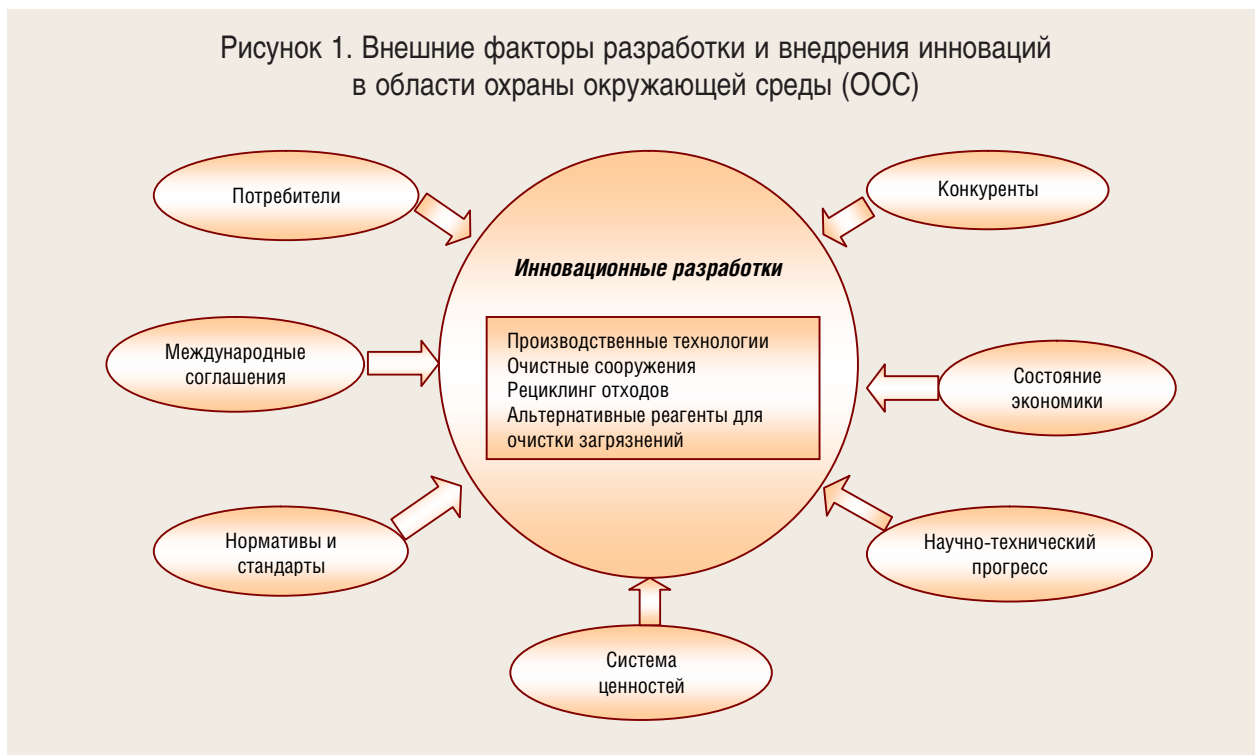 Рисунок 1. Внешние факторы разработки и внедрения инноваций
в области охраны окружающей среды (ООС)
Потребители
Конкуренты
Инновационные разработки
Производственные технологии
Очистные сооружения
Рециклинг отходов
Альтернативные реагенты для
очистки загрязнений
Международные
соглашения
Состояние
экономики
Нормативы и
стандарты
Научно-технический
прогресс
Система
ценностей